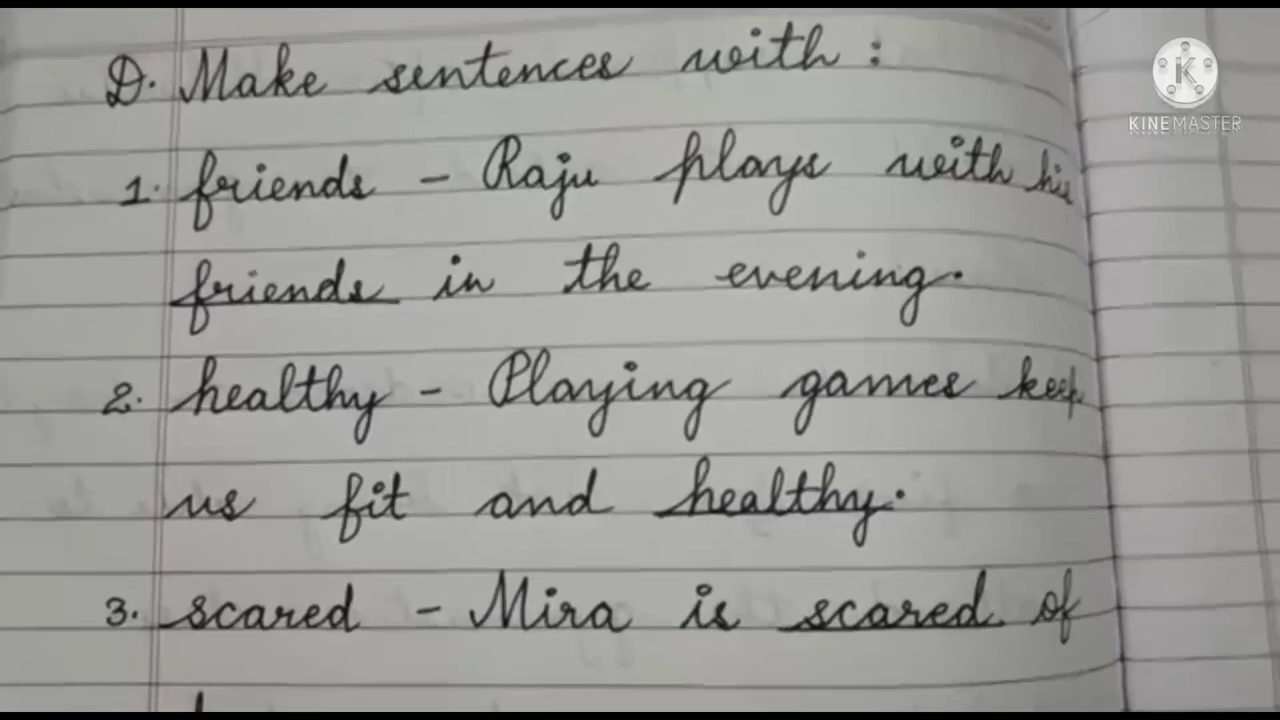 D. Make sentences with :
1. friends - Raju plays with his
friends in the evening.
2. healthy - Playing games keep
us fit and healthy.
3. scared - Mira is scared of
K
KINEMASTER